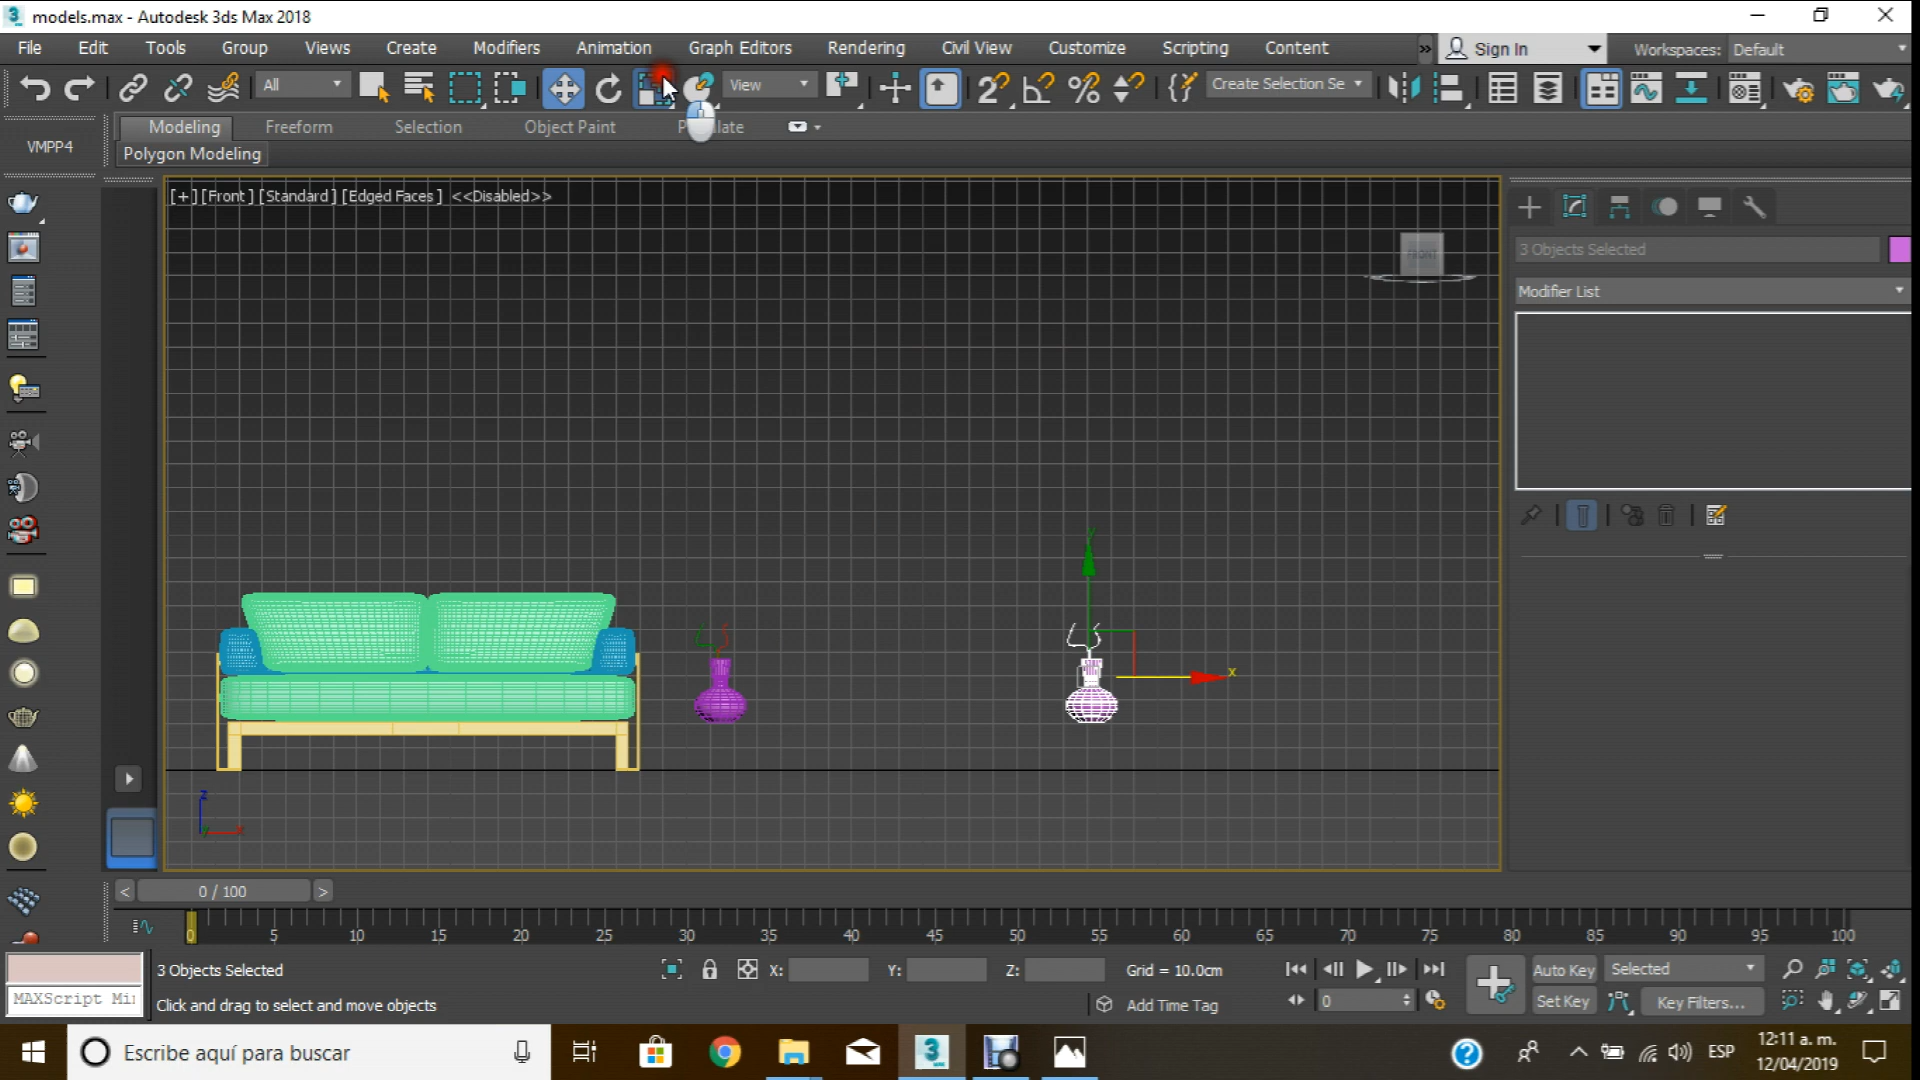 models.max - Autodesk 3ds Max 2018
File Edit Tools Group Views Create Modifiers Animation Graph Editors Rendering Civil View Customize Scripting Content » Sign In Workspaces: Default
All View Create Selection Se
Modeling Freeform Selection Object Paint
VMPP4
Polygon Modeling
[+] [Front] [Standard] [Edged Faces] <<Disabled>>
FRONT
3 Objects Selected
Modifier List
y
x
z
x
< 0 / 100 >
0 5 10 15 20 25 30 35 40 45 50 55 60 65 70 75 80 85 90 95 100
3 Objects Selected X: Y: Z: Grid = 10.0cm Auto Key Selected
MAXScript Mi
Click and drag to select and move objects Add Time Tag 0 Set Key Key Filters...
Escribe aquí para buscar ESP 12:11 a. m.
12/04/2019